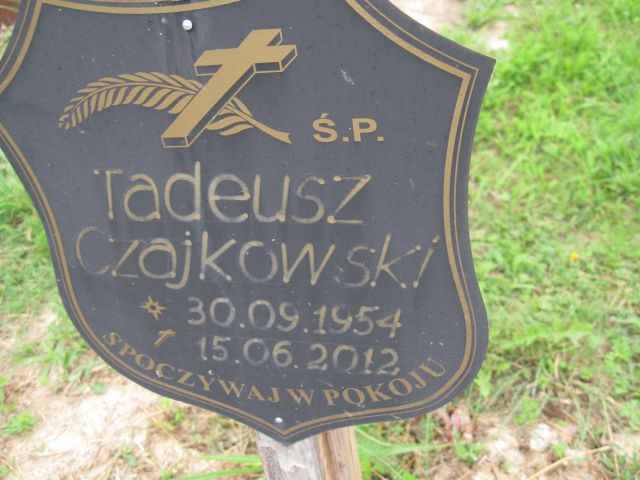 Ś.P.
Tadeusz
Czajkowski
30.09.1954
15.06.2012
SPOCZYWAJ W POKOJU